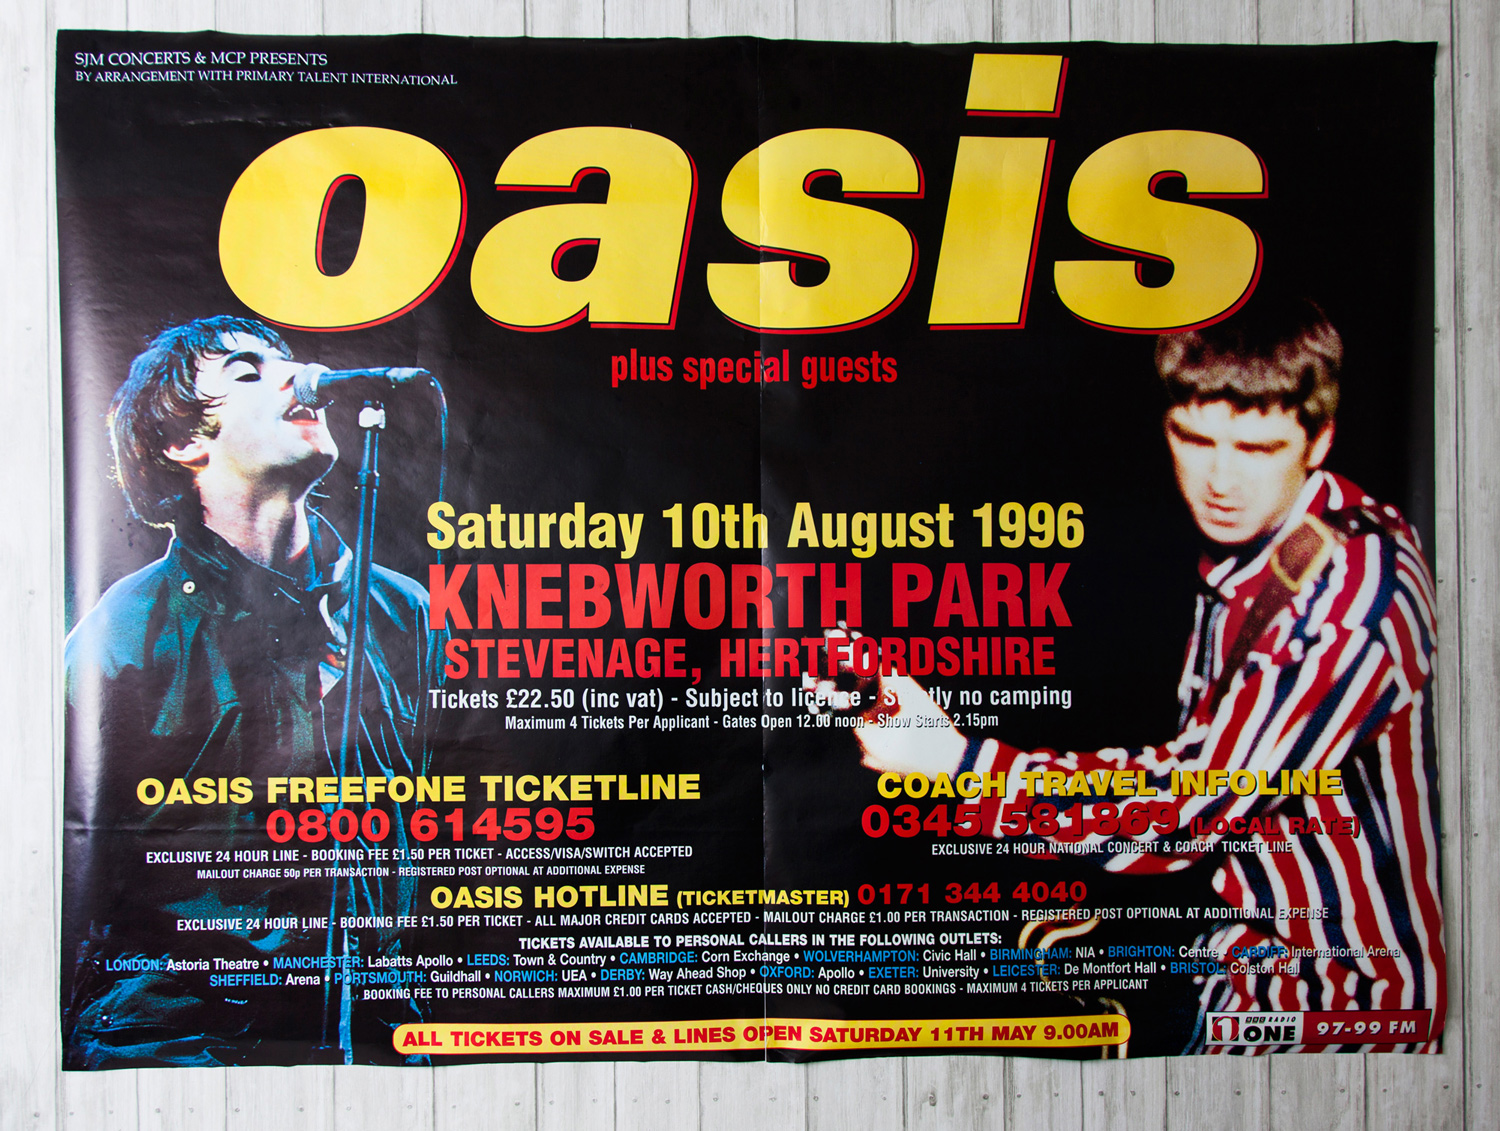 SJM CONCERTS & MCP PRESENTS
BY ARRANGEMENT WITH PRIMARY TALENT INTERNATIONAL
oasis
plus special guests
Saturday 10th August 1996
KNEBWORTH PARK
STEVENAGE, HERTFORDSHIRE
Tickets £22.50 (inc vat) - Subject to license - Strictly no camping
Maximum 4 Tickets Per Applicant - Gates Open 12.00 noon - Show Starts 2.15pm
OASIS FREEFONE TICKETLINE
0800 614595
EXCLUSIVE 24 HOUR LINE - BOOKING FEE £1.50 PER TICKET - ACCESS/VISA/SWITCH ACCEPTED
MAILOUT CHARGE 50p PER TRANSACTION - REGISTERED POST OPTIONAL AT ADDITIONAL EXPENSE
COACH TRAVEL INFOLINE
0345 581869 (LOCAL RATE)
EXCLUSIVE 24 HOUR NATIONAL CONCERT & COACH TICKET LINE
OASIS HOTLINE (TICKETMASTER) 0171 344 4040
EXCLUSIVE 24 HOUR LINE - BOOKING FEE £1.50 PER TICKET - ALL MAJOR CREDIT CARDS ACCEPTED - MAILOUT CHARGE £1.00 PER TRANSACTION - REGISTERED POST OPTIONAL AT ADDITIONAL EXPENSE
TICKETS AVAILABLE TO PERSONAL CALLERS IN THE FOLLOWING OUTLETS:
LONDON: Astoria Theatre • MANCHESTER: Labatts Apollo • LEEDS: Town & Country • CAMBRIDGE: Corn Exchange • WOLVERHAMPTON: Civic Hall • BIRMINGHAM: NIA • BRIGHTON: Centre • CARDIFF: International Arena
SHEFFIELD: Arena • PORTSMOUTH: Guildhall • NORWICH: UEA • DERBY: Way Ahead Shop • OXFORD: Apollo • EXETER: University • LEICESTER: De Montfort Hall • BRISTOL: Colston Hall
BOOKING FEE TO PERSONAL CALLERS MAXIMUM £1.00 PER TICKET CASH/CHEQUES ONLY NO CREDIT CARD BOOKINGS - MAXIMUM 4 TICKETS PER APPLICANT
ALL TICKETS ON SALE & LINES OPEN SATURDAY 11TH MAY 9.00AM
1 BBC RADIO ONE 97-99 FM